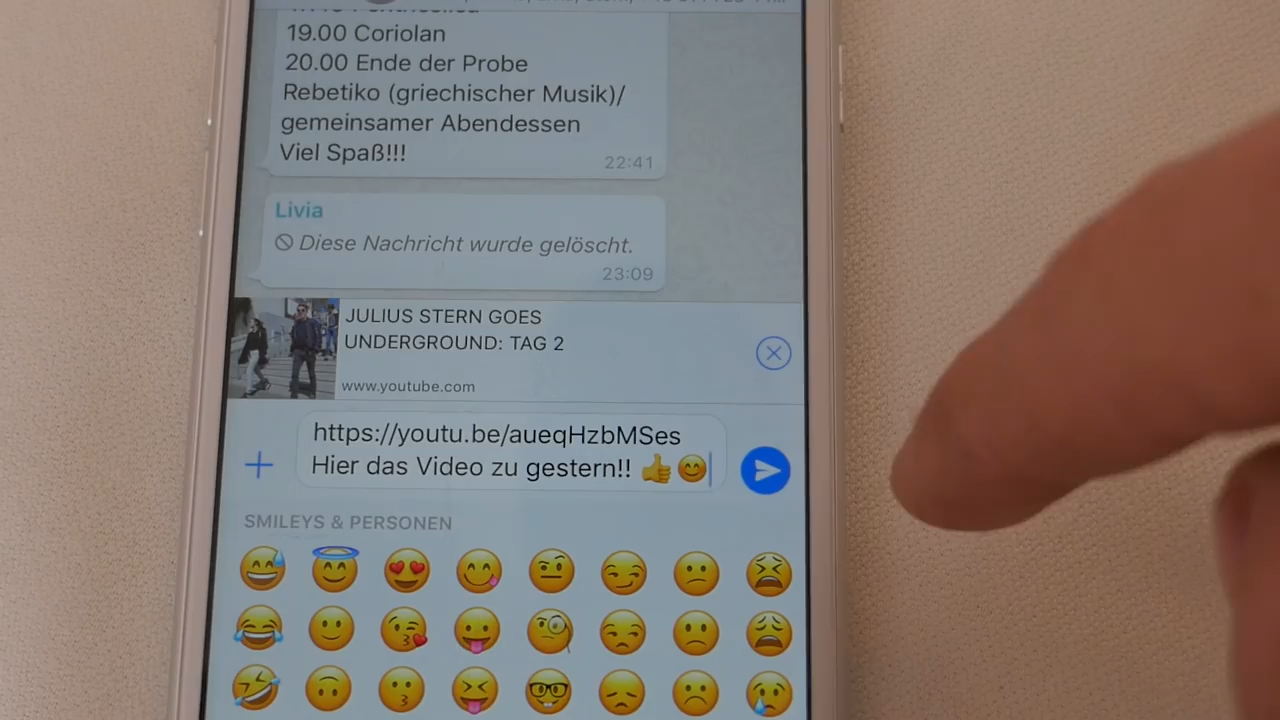 19.00 Coriolan
20.00 Ende der Probe
Rebetiko (griechischer Musik)/
gemeinsamer Abendessen
Viel Spaß!!!
22:41
Livia
Diese Nachricht wurde gelöscht.
23:09
JULIUS STERN GOES
UNDERGROUND: TAG 2
www.youtube.com
https://youtu.be/aueqHzbMSes
Hier das Video zu gestern!! 👍😊
SMILEYS & PERSONEN